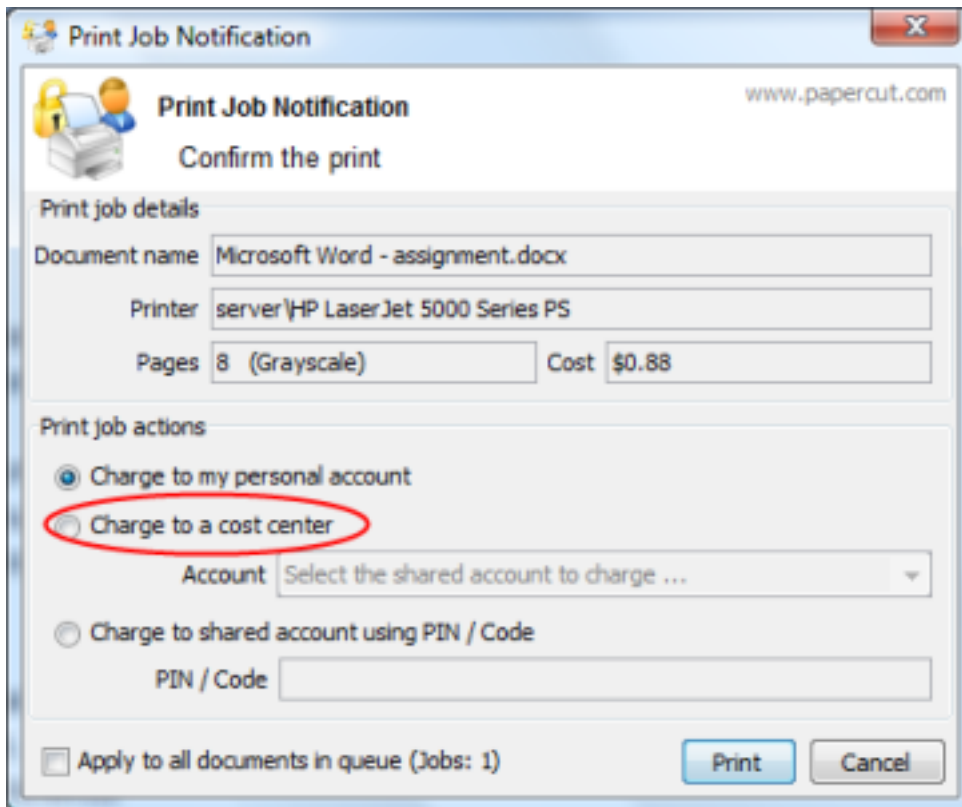 Print Job Notification
www.papercut.com
Print Job Notification
Confirm the print
Print job details
Document name Microsoft Word - assignment.docx
Printer server\HP LaserJet 5000 Series PS
Pages 8 (Grayscale) Cost $0.88
Print job actions
Charge to my personal account
Charge to a cost center
Account Select the shared account to charge ...
Charge to shared account using PIN / Code
PIN / Code
Apply to all documents in queue (Jobs: 1) Print Cancel